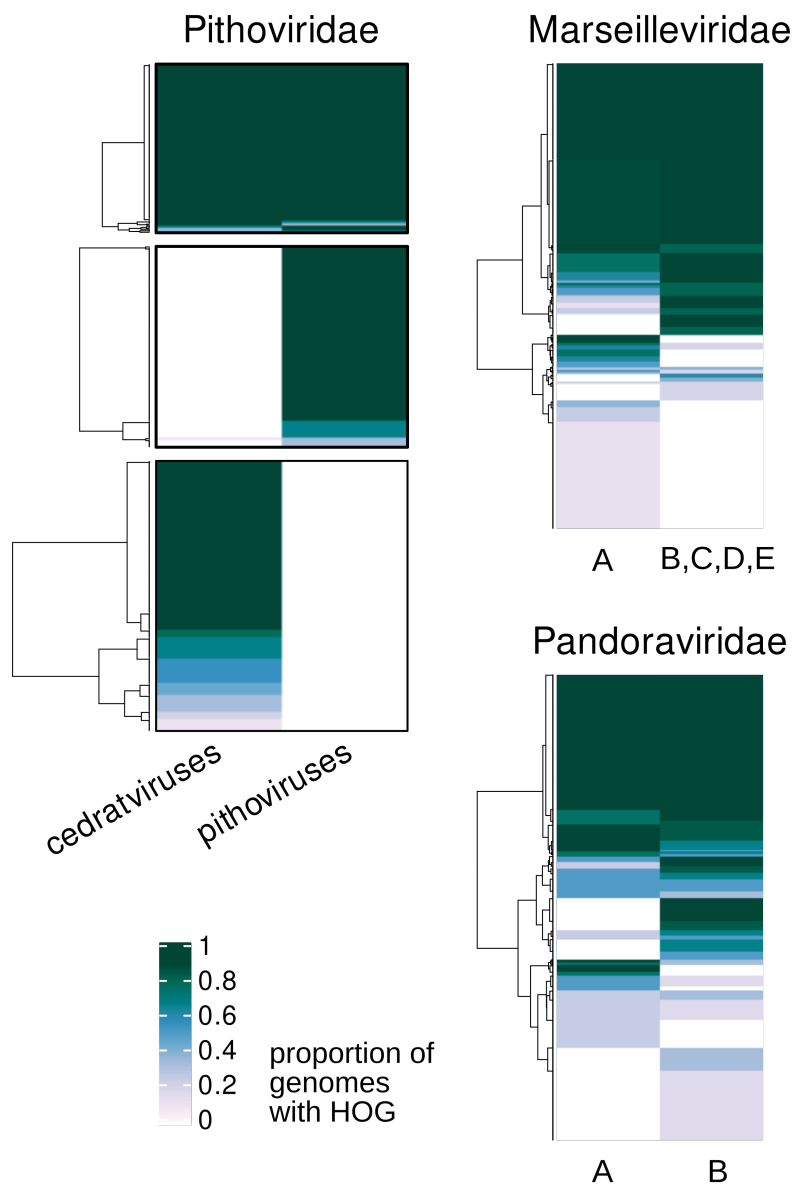 Pithoviridae
Marseilleviridae
A
B,C,D,E
Pandoraviridae
cedratviruses
pithoviruses
1
0.8
0.6
0.4
0.2
0
proportion of
genomes
with HOG
A
B